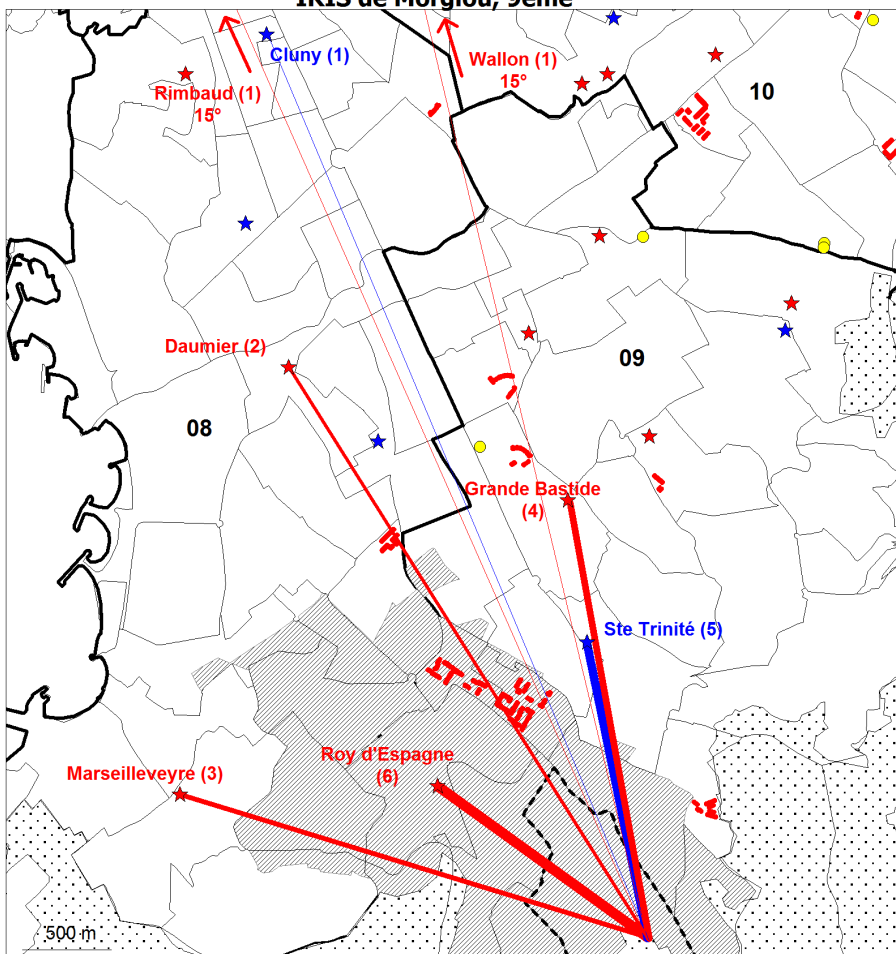 IRIS de Morgiou, 9ème
Cluny (1)
Wallon (1)
15°
Rimbaud (1)
15°
10
Daumier (2)
09
08
Grande Bastide
(4)
Ste Trinité (5)
Roy d'Espagne
(6)
Marseilleveyre (3)
500 m